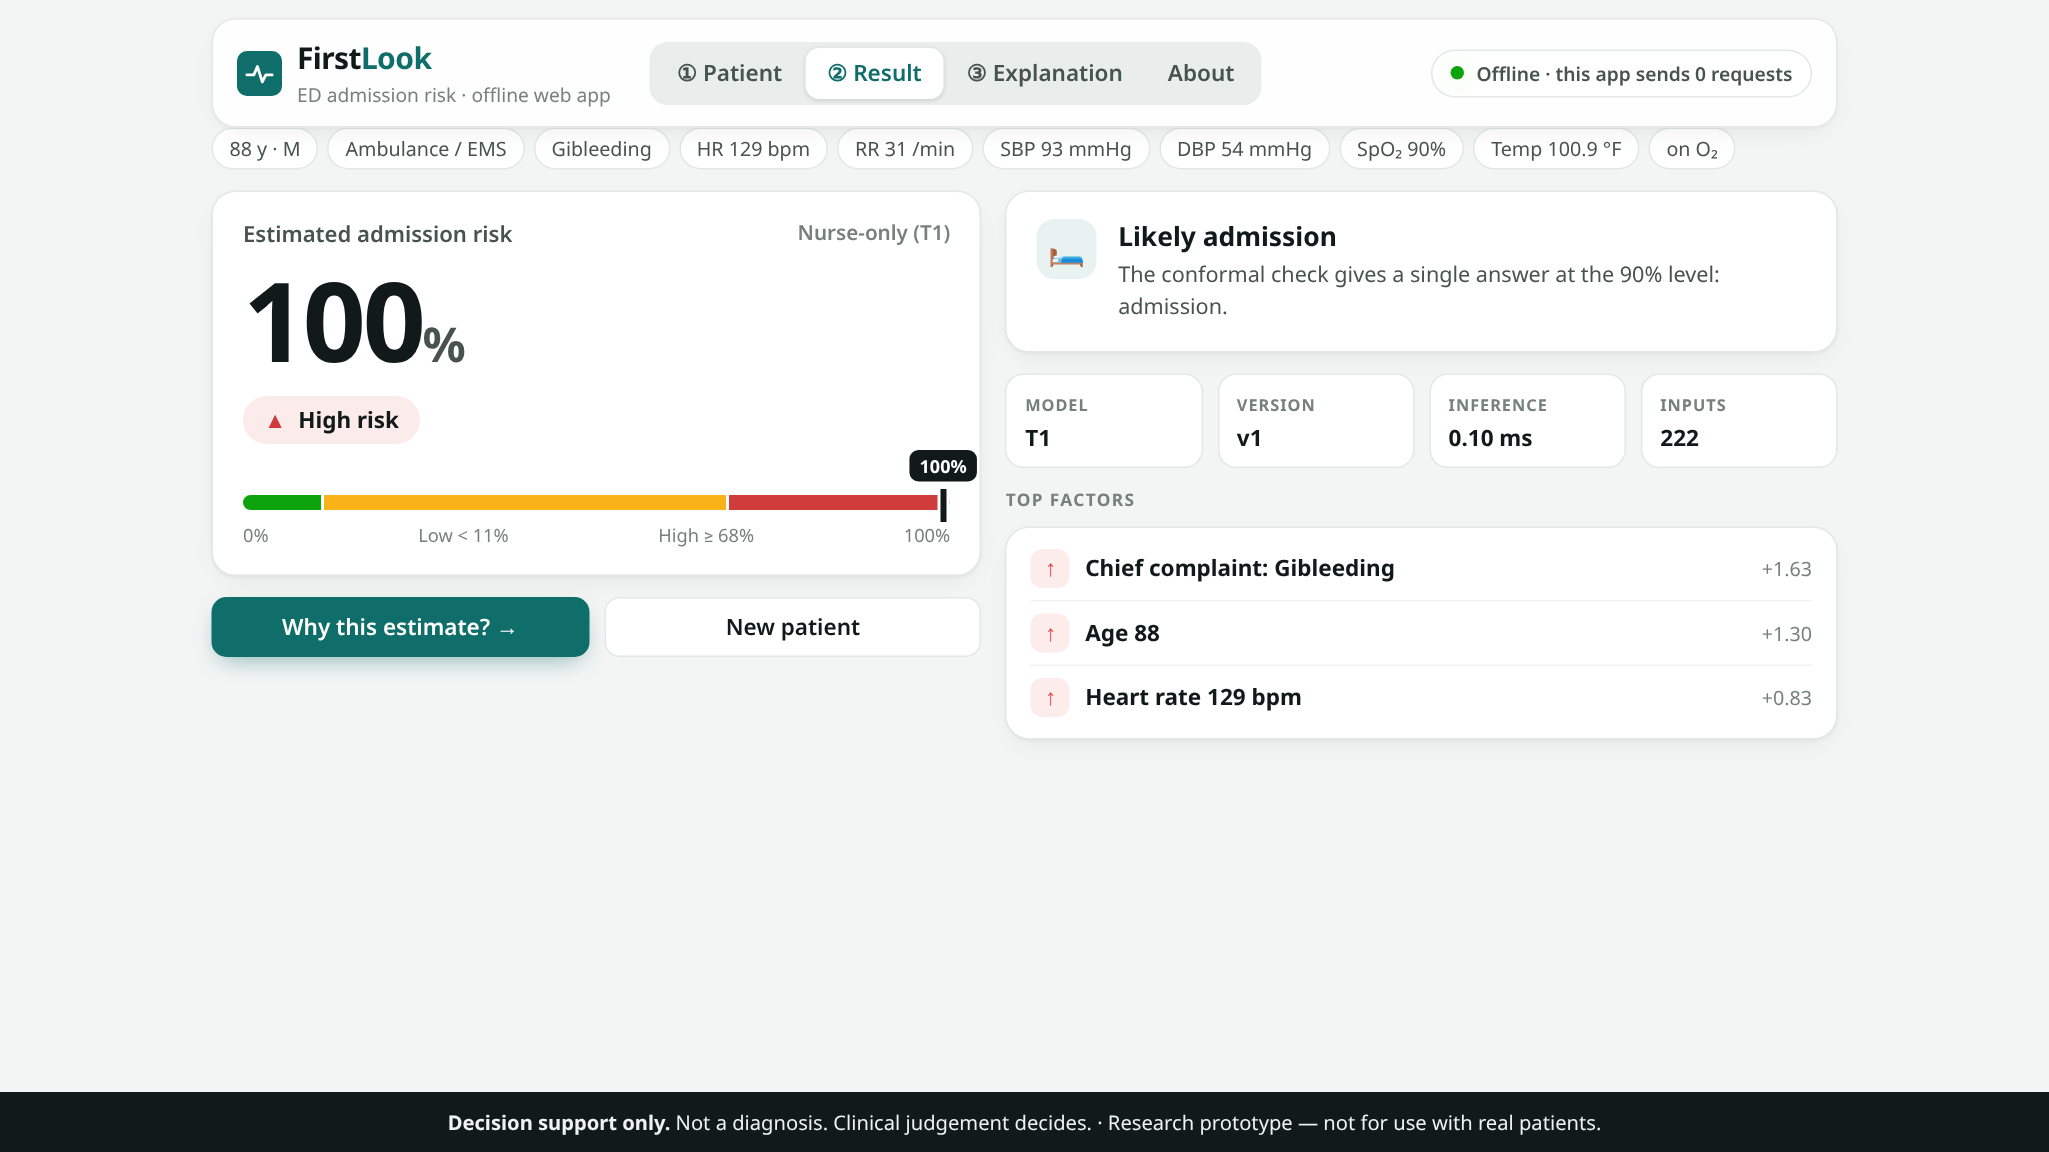 FirstLook
ED admission risk · offline web app
① Patient
② Result
③ Explanation
About
Offline · this app sends 0 requests
88 y · M
Ambulance / EMS
Gibleeding
HR 129 bpm
RR 31 /min
SBP 93 mmHg
DBP 54 mmHg
SpO₂ 90%
Temp 100.9 °F
on O₂
Estimated admission risk
Nurse-only (T1)
100%
▲ High risk
100%
0%
Low < 11%
High ≥ 68%
100%
Why this estimate? →
New patient
Likely admission
The conformal check gives a single answer at the 90% level:
admission.
MODEL
T1
VERSION
v1
INFERENCE
0.10 ms
INPUTS
222
TOP FACTORS
↑ Chief complaint: Gibleeding +1.63
↑ Age 88 +1.30
↑ Heart rate 129 bpm +0.83
Decision support only. Not a diagnosis. Clinical judgement decides. · Research prototype — not for use with real patients.